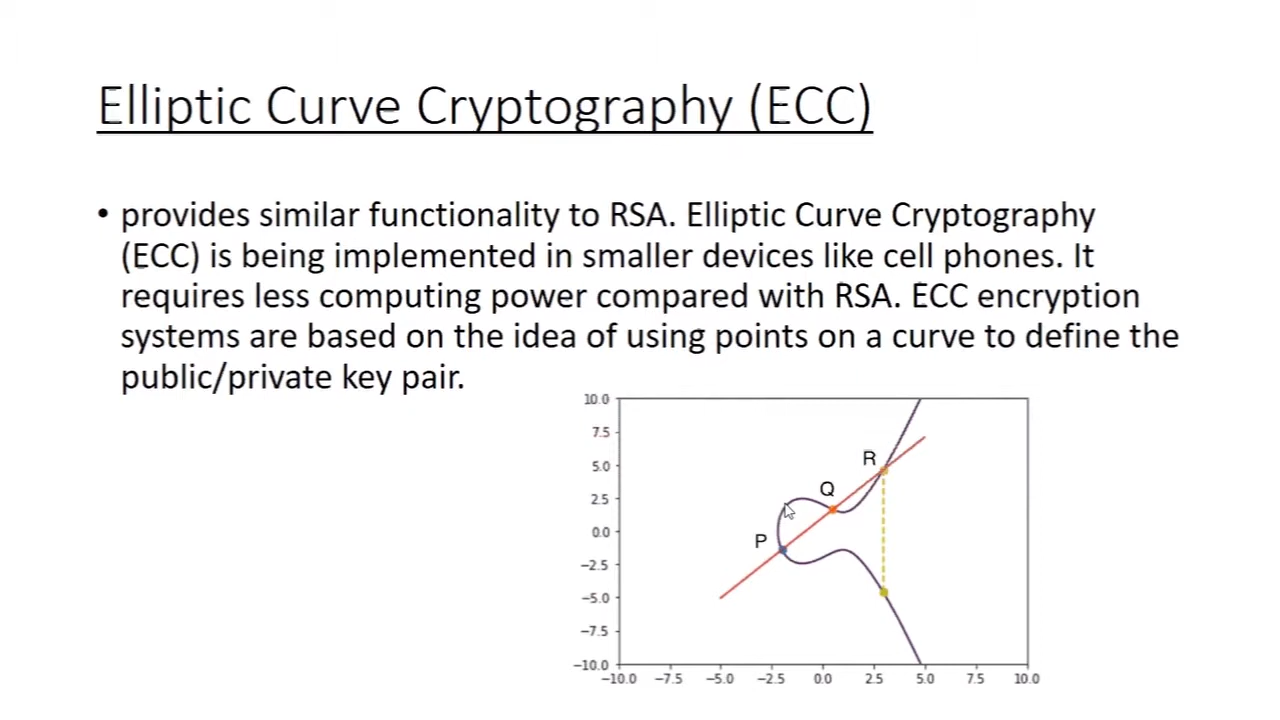 Elliptic Curve Cryptography (ECC)
• provides similar functionality to RSA. Elliptic Curve Cryptography
(ECC) is being implemented in smaller devices like cell phones. It
requires less computing power compared with RSA. ECC encryption
systems are based on the idea of using points on a curve to define the
public/private key pair.
10.0
7.5
5.0
2.5
0.0
−2.5
−5.0
−7.5
−10.0
R
Q
P
−10.0 −7.5 −5.0 −2.5 0.0 2.5 5.0 7.5 10.0